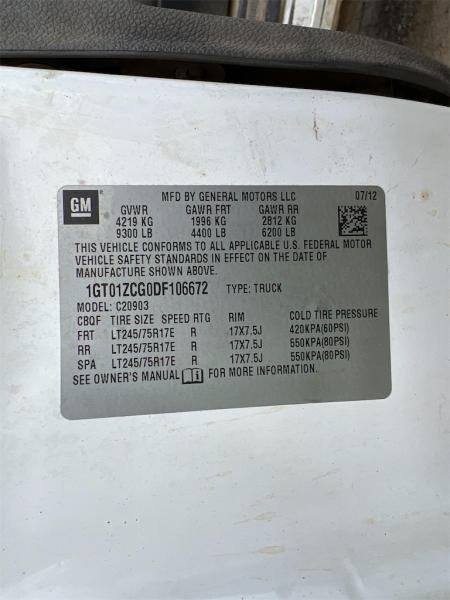 GM
MFD BY GENERAL MOTORS LLC 07/12
GVWR GAWR FRT GAWR RR
4219 KG 1996 KG 2812 KG
9300 LB 4400 LB 6200 LB
THIS VEHICLE CONFORMS TO ALL APPLICABLE U.S. FEDERAL MOTOR
VEHICLE SAFETY STANDARDS IN EFFECT ON THE DATE OF
MANUFACTURE SHOWN ABOVE.
1GT01ZCG0DF106672 TYPE: TRUCK
MODEL: C20903
CBQF TIRE SIZE SPEED RTG RIM COLD TIRE PRESSURE
FRT LT245/75R17E R 17X7.5J 420KPA(60PSI)
RR LT245/75R17E R 17X7.5J 550KPA(80PSI)
SPA LT245/75R17E R 17X7.5J 550KPA(80PSI)
SEE OWNER'S MANUAL FOR MORE INFORMATION.